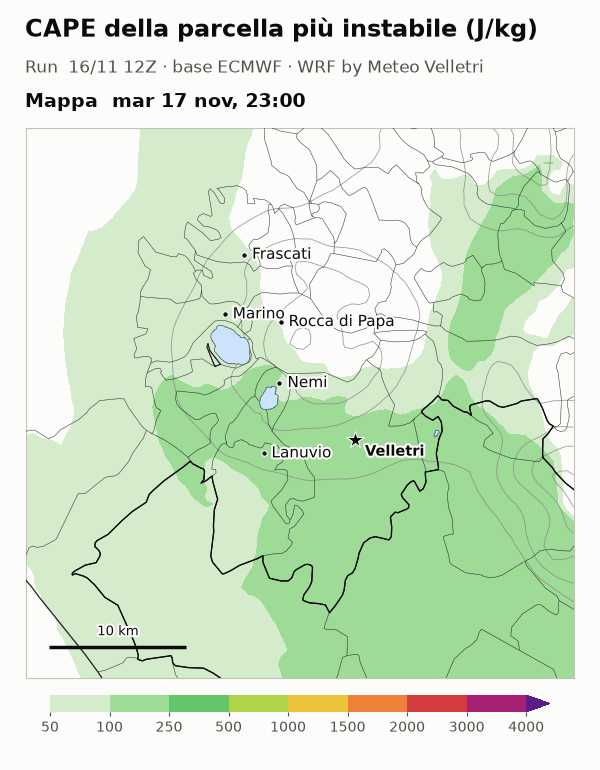 CAPE della parcella più instabile (J/kg)
Run  16/11 12Z · base ECMWF · WRF by Meteo Velletri
Mappa  mar 17 nov, 23:00
Frascati
Marino
Rocca di Papa
Nemi
Velletri
Lanuvio
10 km
50 100 250 500 1000 1500 2000 3000 4000